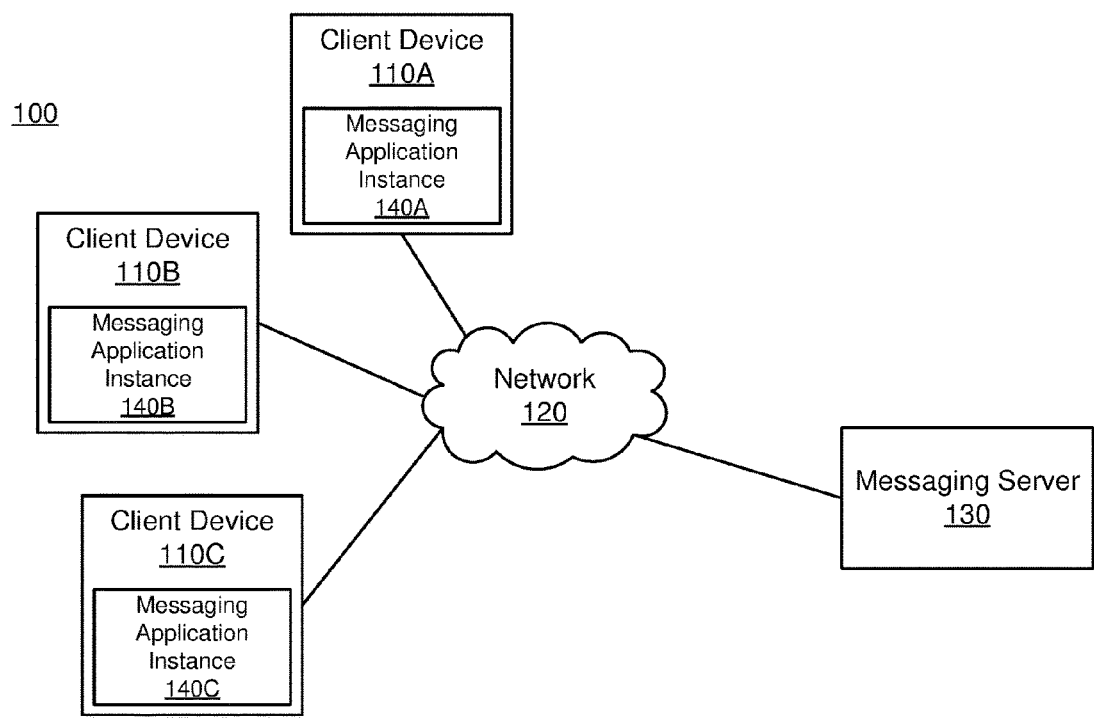 100
Client Device
110A
Messaging
Application
Instance
140A
Client Device
110B
Messaging
Application
Instance
140B
Client Device
110C
Messaging
Application
Instance
140C
Network
120
Messaging Server
130